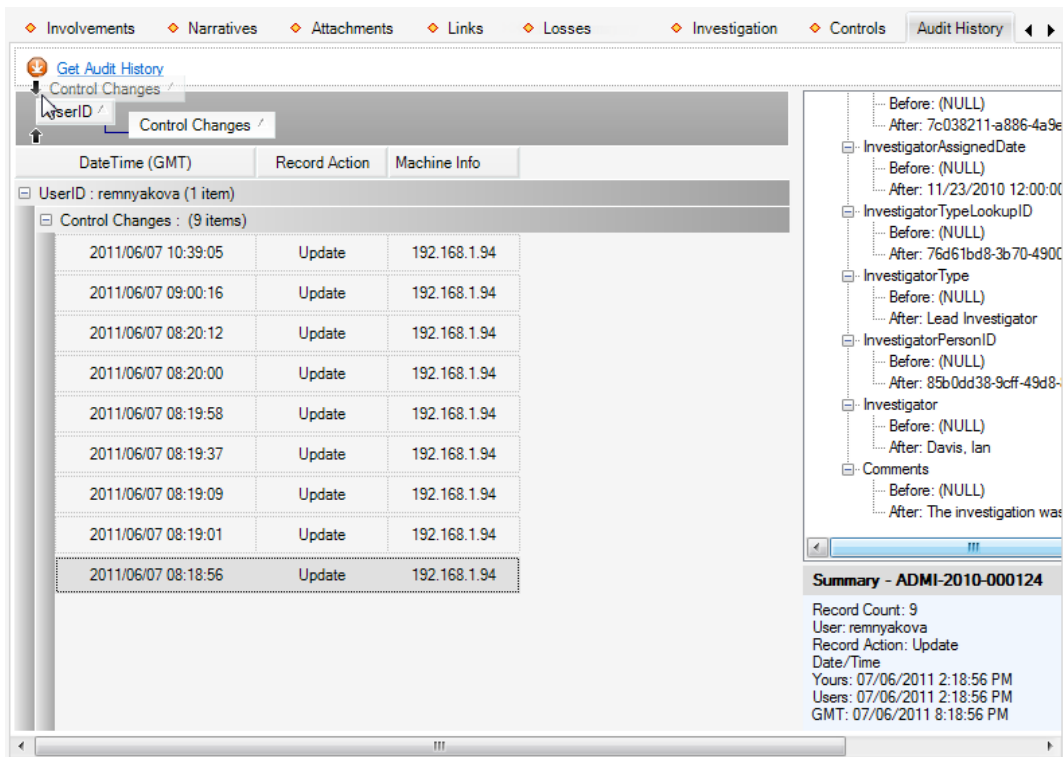 Involvements Narratives Attachments Links Losses Investigation Controls Audit History
Get Audit History
Control Changes
UserID
Control Changes
DateTime (GMT) Record Action Machine Info
UserID : remnyakova (1 item)
Control Changes : (9 items)
2011/06/07 10:39:05 Update 192.168.1.94
2011/06/07 09:00:16 Update 192.168.1.94
2011/06/07 08:20:12 Update 192.168.1.94
2011/06/07 08:20:00 Update 192.168.1.94
2011/06/07 08:19:58 Update 192.168.1.94
2011/06/07 08:19:37 Update 192.168.1.94
2011/06/07 08:19:09 Update 192.168.1.94
2011/06/07 08:19:01 Update 192.168.1.94
2011/06/07 08:18:56 Update 192.168.1.94
Before: (NULL)
After: 7c038211-a886-4a9e
InvestigatorAssignedDate
Before: (NULL)
After: 11/23/2010 12:00:00
InvestigatorTypeLookupID
Before: (NULL)
After: 76d61bd8-3b70-4900
InvestigatorType
Before: (NULL)
After: Lead Investigator
InvestigatorPersonID
Before: (NULL)
After: 85b0dd38-9cff-49d8-
Investigator
Before: (NULL)
After: Davis, Ian
Comments
Before: (NULL)
After: The investigation was
Summary - ADMI-2010-000124
Record Count: 9
User: remnyakova
Record Action: Update
Date/Time
Yours: 07/06/2011 2:18:56 PM
Users: 07/06/2011 2:18:56 PM
GMT: 07/06/2011 8:18:56 PM